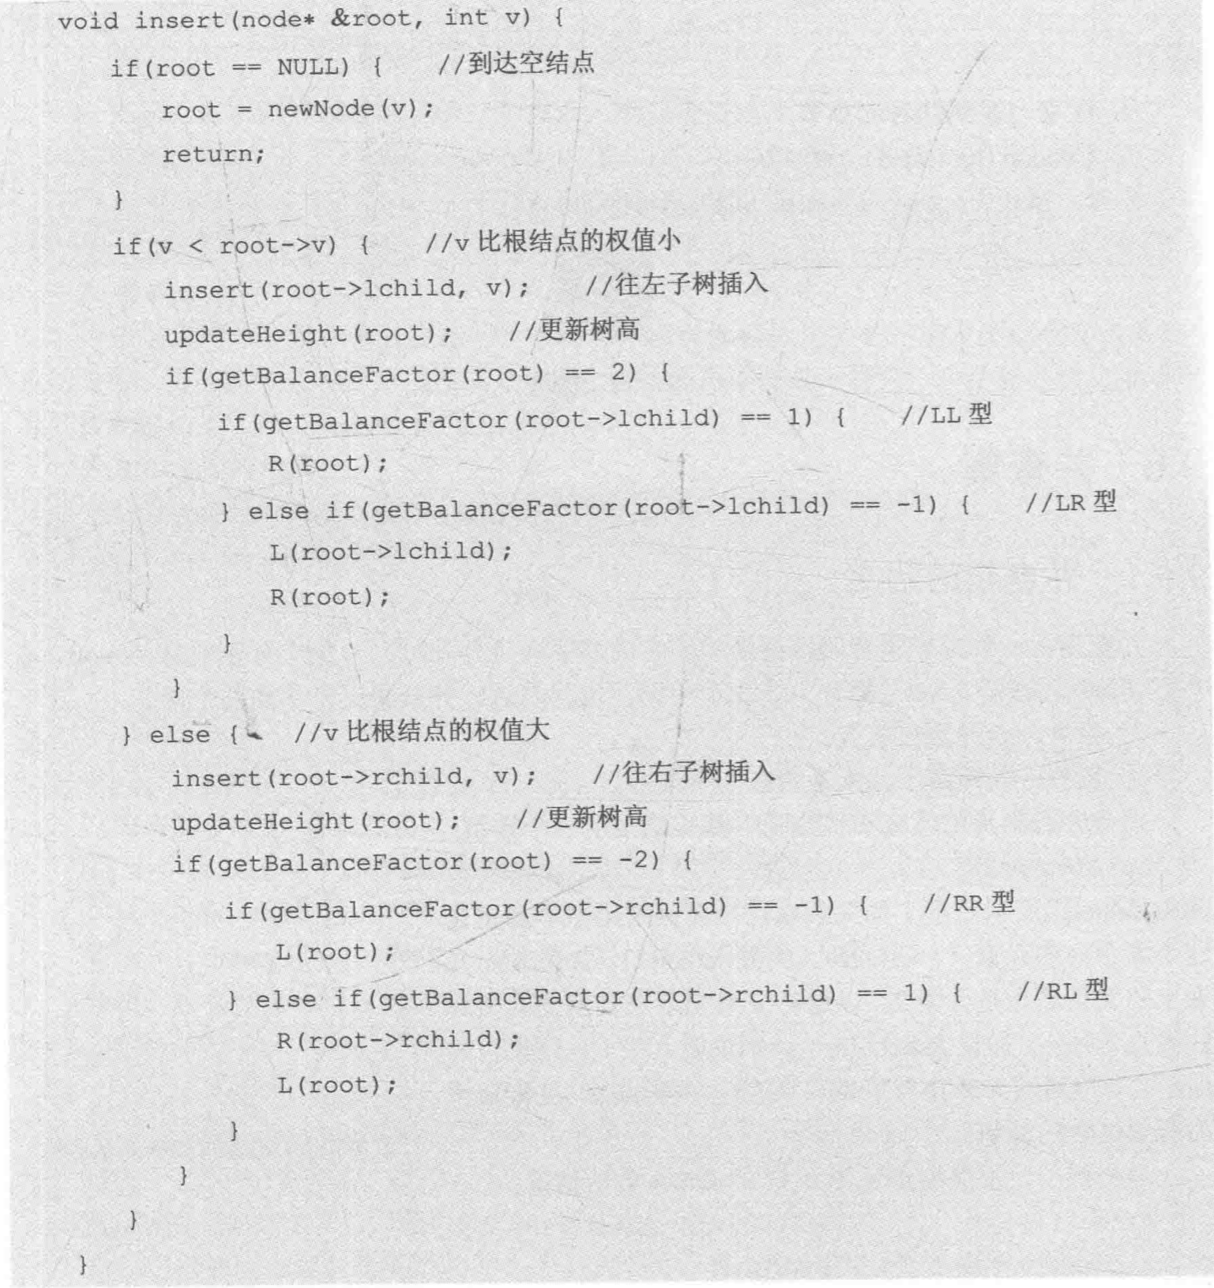 void insert(node* &root, int v) {
if(root == NULL) { //到达空结点
root = newNode(v);
return;
}
if(v < root->v) { //v 比根结点的权值小
insert(root->lchild, v); //往左子树插入
updateHeight(root); //更新树高
if(getBalanceFactor(root) == 2) {
if(getBalanceFactor(root->lchild) == 1) { //LL 型
R(root);
} else if(getBalanceFactor(root->lchild) == -1) { //LR 型
L(root->lchild);
R(root);
}
}
} else { //v 比根结点的权值大
insert(root->rchild, v); //往右子树插入
updateHeight(root); //更新树高
if(getBalanceFactor(root) == -2) {
if(getBalanceFactor(root->rchild) == -1) { //RR 型
L(root);
} else if(getBalanceFactor(root->rchild) == 1) { //RL 型
R(root->rchild);
L(root);
}
}
}
}